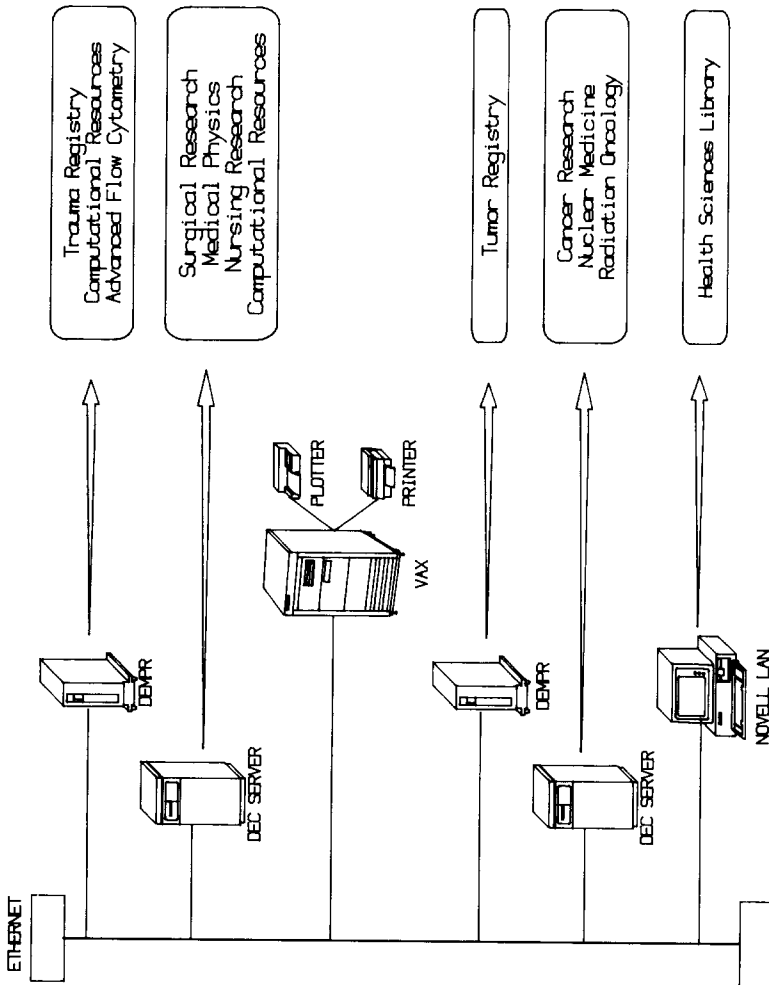 ETHERNET
DEMPR
Trauma Registry
Computational Resources
Advanced Flow Cytometry
DEC SERVER
Surgical Research
Medical Physics
Nursing Research
Computational Resources
VAX
PLOTTER
PRINTER
DEMPR
Tumor Registry
DEC SERVER
Cancer Research
Nuclear Medicine
Radiation Oncology
NOVELL LAN
Health Sciences Library